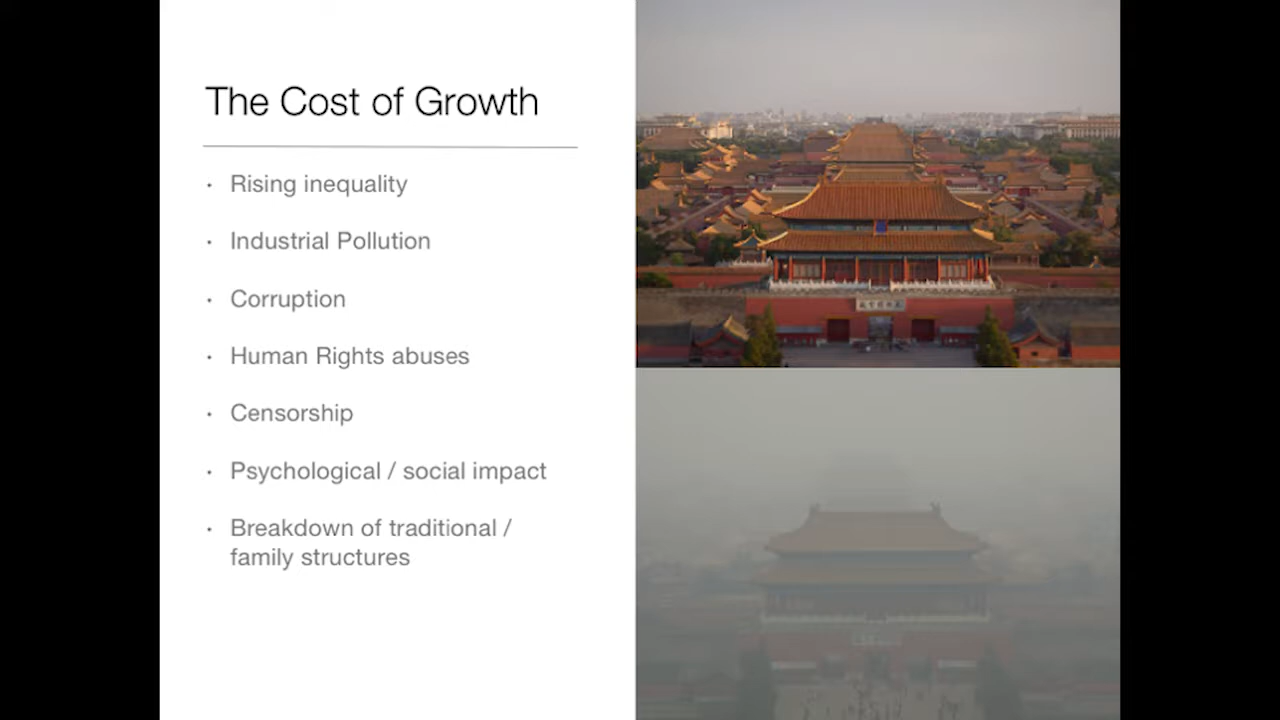 The Cost of Growth
· Rising inequality
· Industrial Pollution
· Corruption
· Human Rights abuses
· Censorship
· Psychological / social impact
· Breakdown of traditional /
family structures